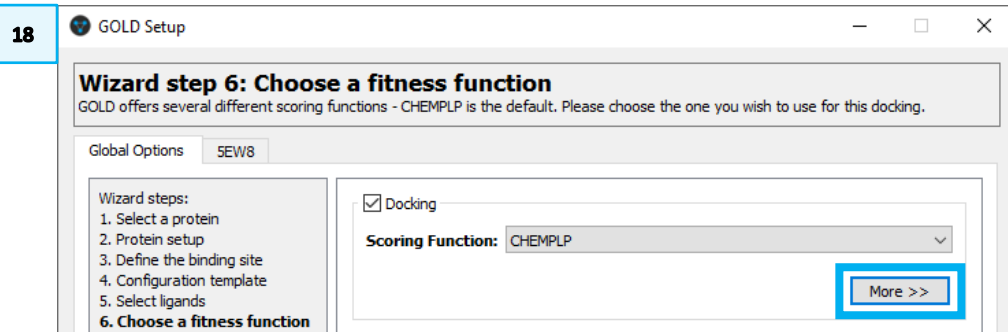 18
GOLD Setup
Wizard step 6: Choose a fitness function
GOLD offers several different scoring functions - CHEMPLP is the default. Please choose the one you wish to use for this docking.
Global Options 5EW8
Wizard steps:
1. Select a protein
2. Protein setup
3. Define the binding site
4. Configuration template
5. Select ligands
6. Choose a fitness function
Docking
Scoring Function: CHEMPLP
More >>